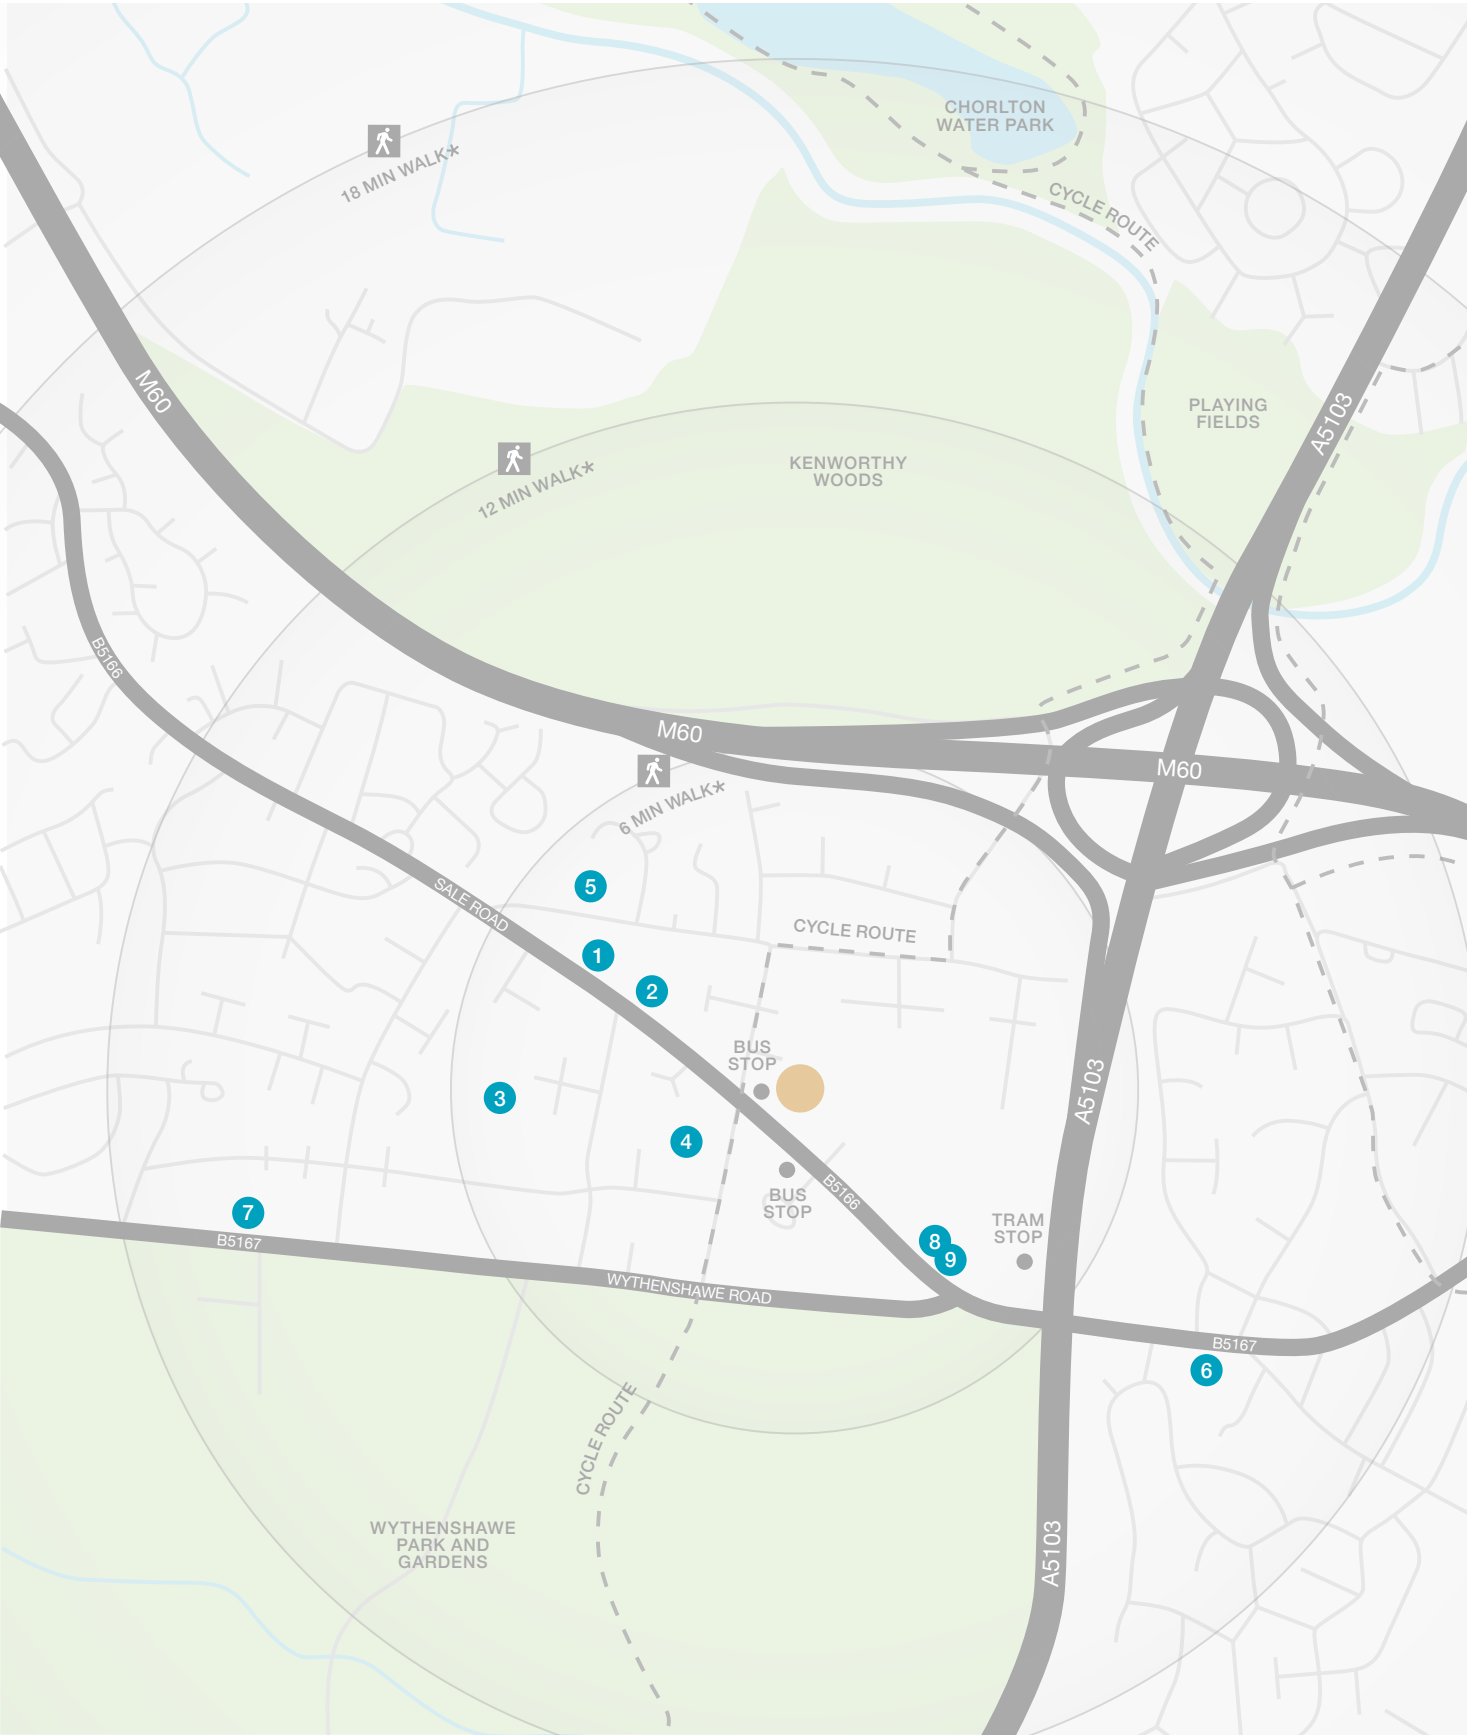 CHORLTON
WATER PARK
18 MIN WALK*
CYCLE ROUTE
M60
A5103
PLAYING
FIELDS
KENWORTHY
WOODS
12 MIN WALK*
B5166
M60
M60
6 MIN WALK*
5
SALE ROAD
CYCLE ROUTE
1
2
BUS
STOP
A5103
3
4
B5166
BUS
STOP
7
B5167
TRAM
STOP
8
9
WYTHENSHAWE ROAD
B5167
6
CYCLE ROUTE
WYTHENSHAWE
PARK AND
GARDENS
A5103